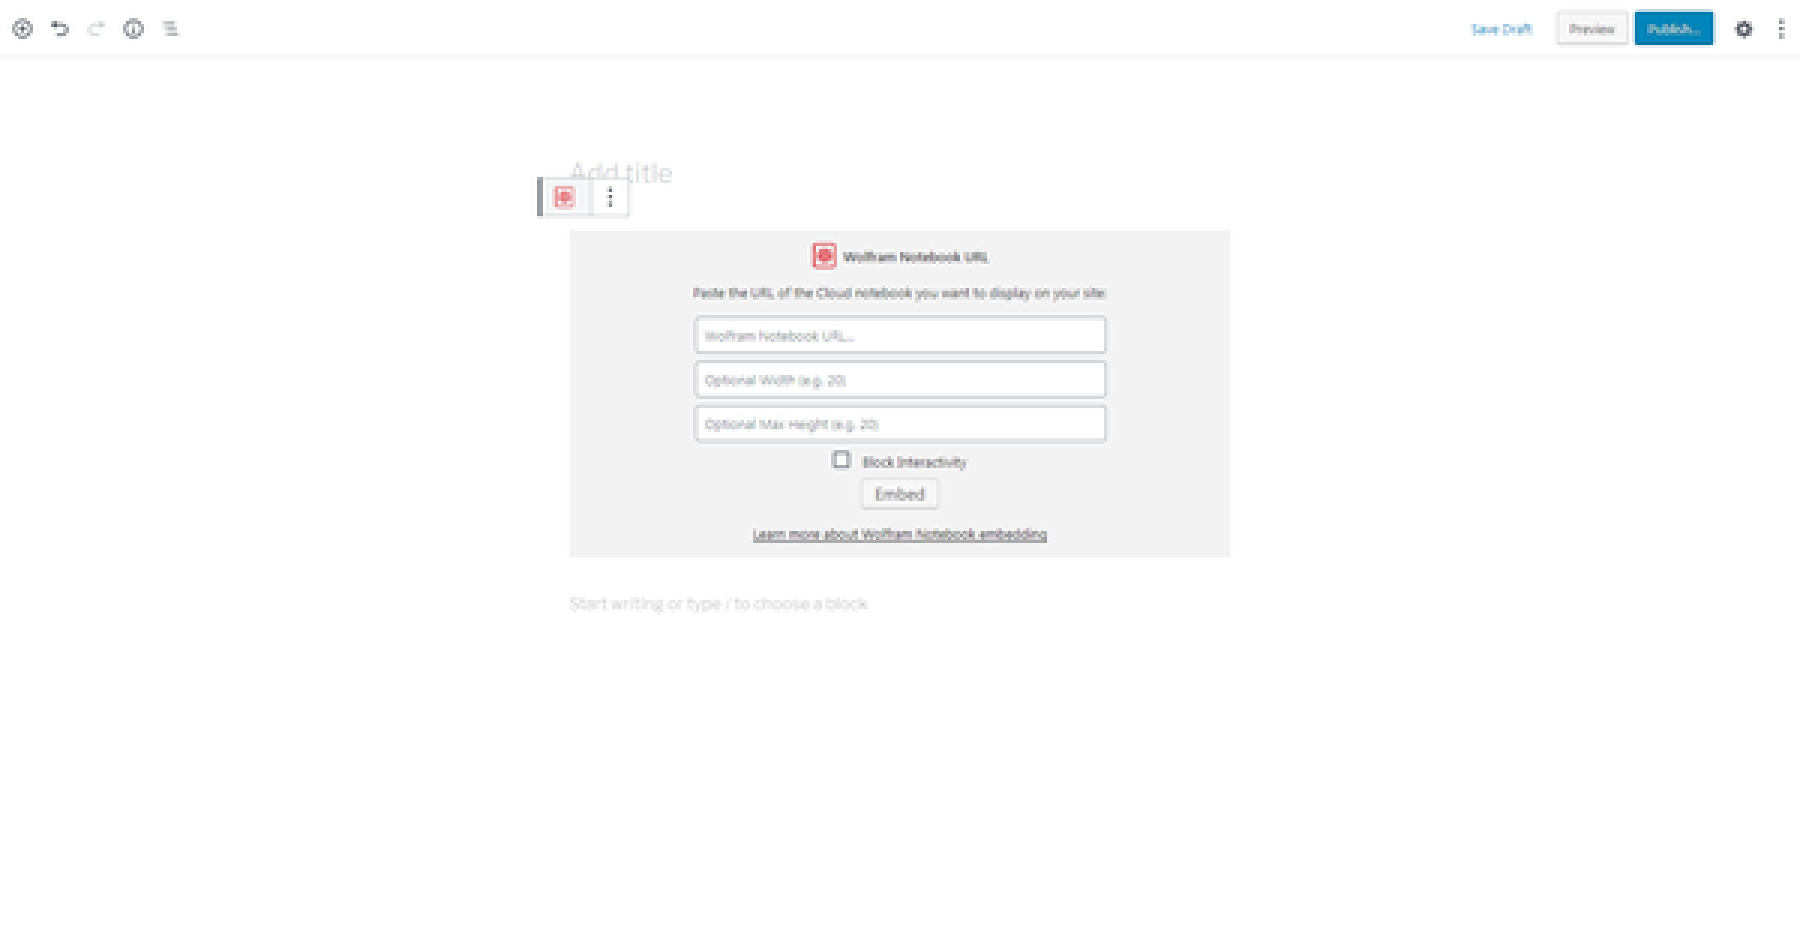 Save Draft
Preview
Publish...
Add title
Wolfram Notebook URL
Paste the URL of the Cloud notebook you want to display on your site:
Wolfram Notebook URL...
Optional Width (e.g. 20)
Optional Max Height (e.g. 20)
Block Interactivity
Embed
Learn more about Wolfram Notebook embedding
Start writing or type / to choose a block